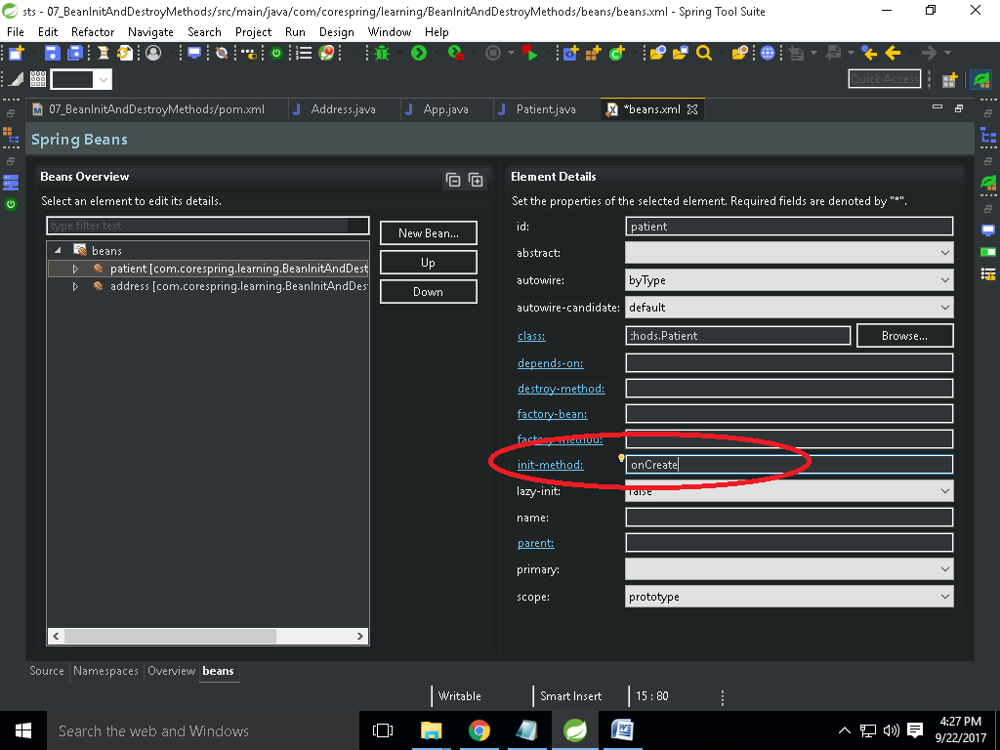 sts - 07_BeanInitAndDestroyMethods/src/main/java/com/corespring/learning/BeanInitAndDestroyMethods/beans/beans.xml - Spring Tool Suite
File Edit Refactor Navigate Search Project Run Design Window Help
Quick Access
07_BeanInitAndDestroyMethods/pom.xml Address.java App.java Patient.java *beans.xml
Spring Beans
Beans Overview
Select an element to edit its details.
type filter text
beans
patient [com.corespring.learning.BeanInitAndDest
address [com.corespring.learning.BeanInitAndDes
New Bean...
Up
Down
Element Details
Set the properties of the selected element. Required fields are denoted by "*".
id: patient
abstract:
autowire: byType
autowire-candidate: default
class: :hods.Patient Browse...
depends-on:
destroy-method:
factory-bean:
factory-method:
init-method: onCreate
lazy-init: false
name:
parent:
primary:
scope: prototype
Source Namespaces Overview beans
Writable Smart Insert 15 : 80
Search the web and Windows
4:27 PM
9/22/2017